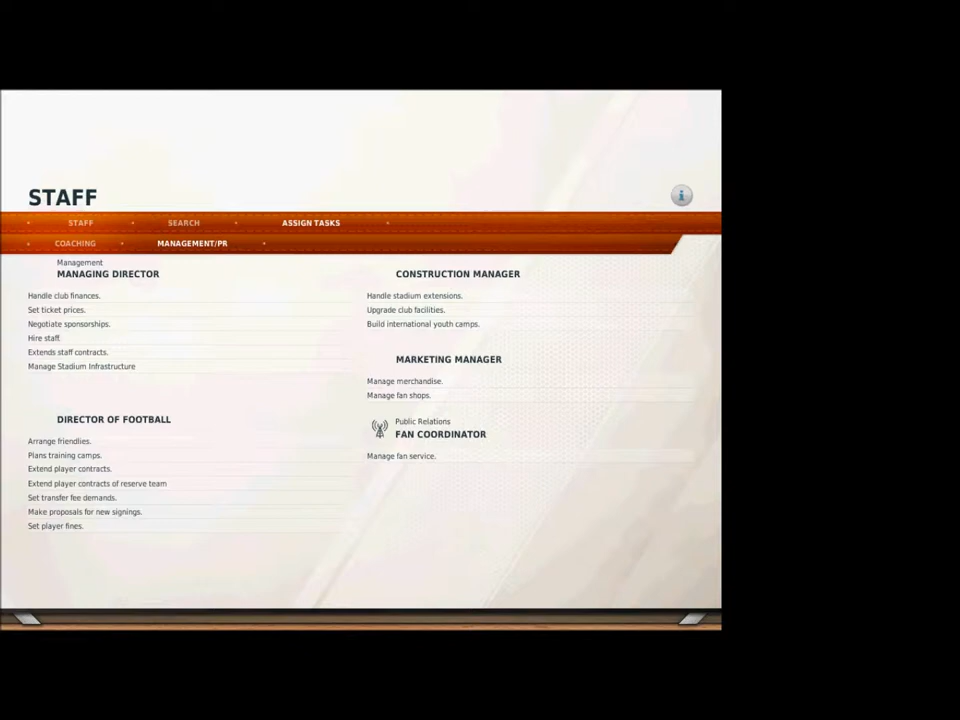 STAFF
STAFF
SEARCH
ASSIGN TASKS
COACHING
MANAGEMENT/PR
Management
MANAGING DIRECTOR
Handle club finances.
Set ticket prices.
Negotiate sponsorships.
Hire staff.
Extends staff contracts.
Manage Stadium Infrastructure
DIRECTOR OF FOOTBALL
Arrange friendlies.
Plans training camps.
Extend player contracts.
Extend player contracts of reserve team
Set transfer fee demands.
Make proposals for new signings.
Set player fines.
CONSTRUCTION MANAGER
Handle stadium extensions.
Upgrade club facilities.
Build international youth camps.
MARKETING MANAGER
Manage merchandise.
Manage fan shops.
Public Relations
FAN COORDINATOR
Manage fan service.